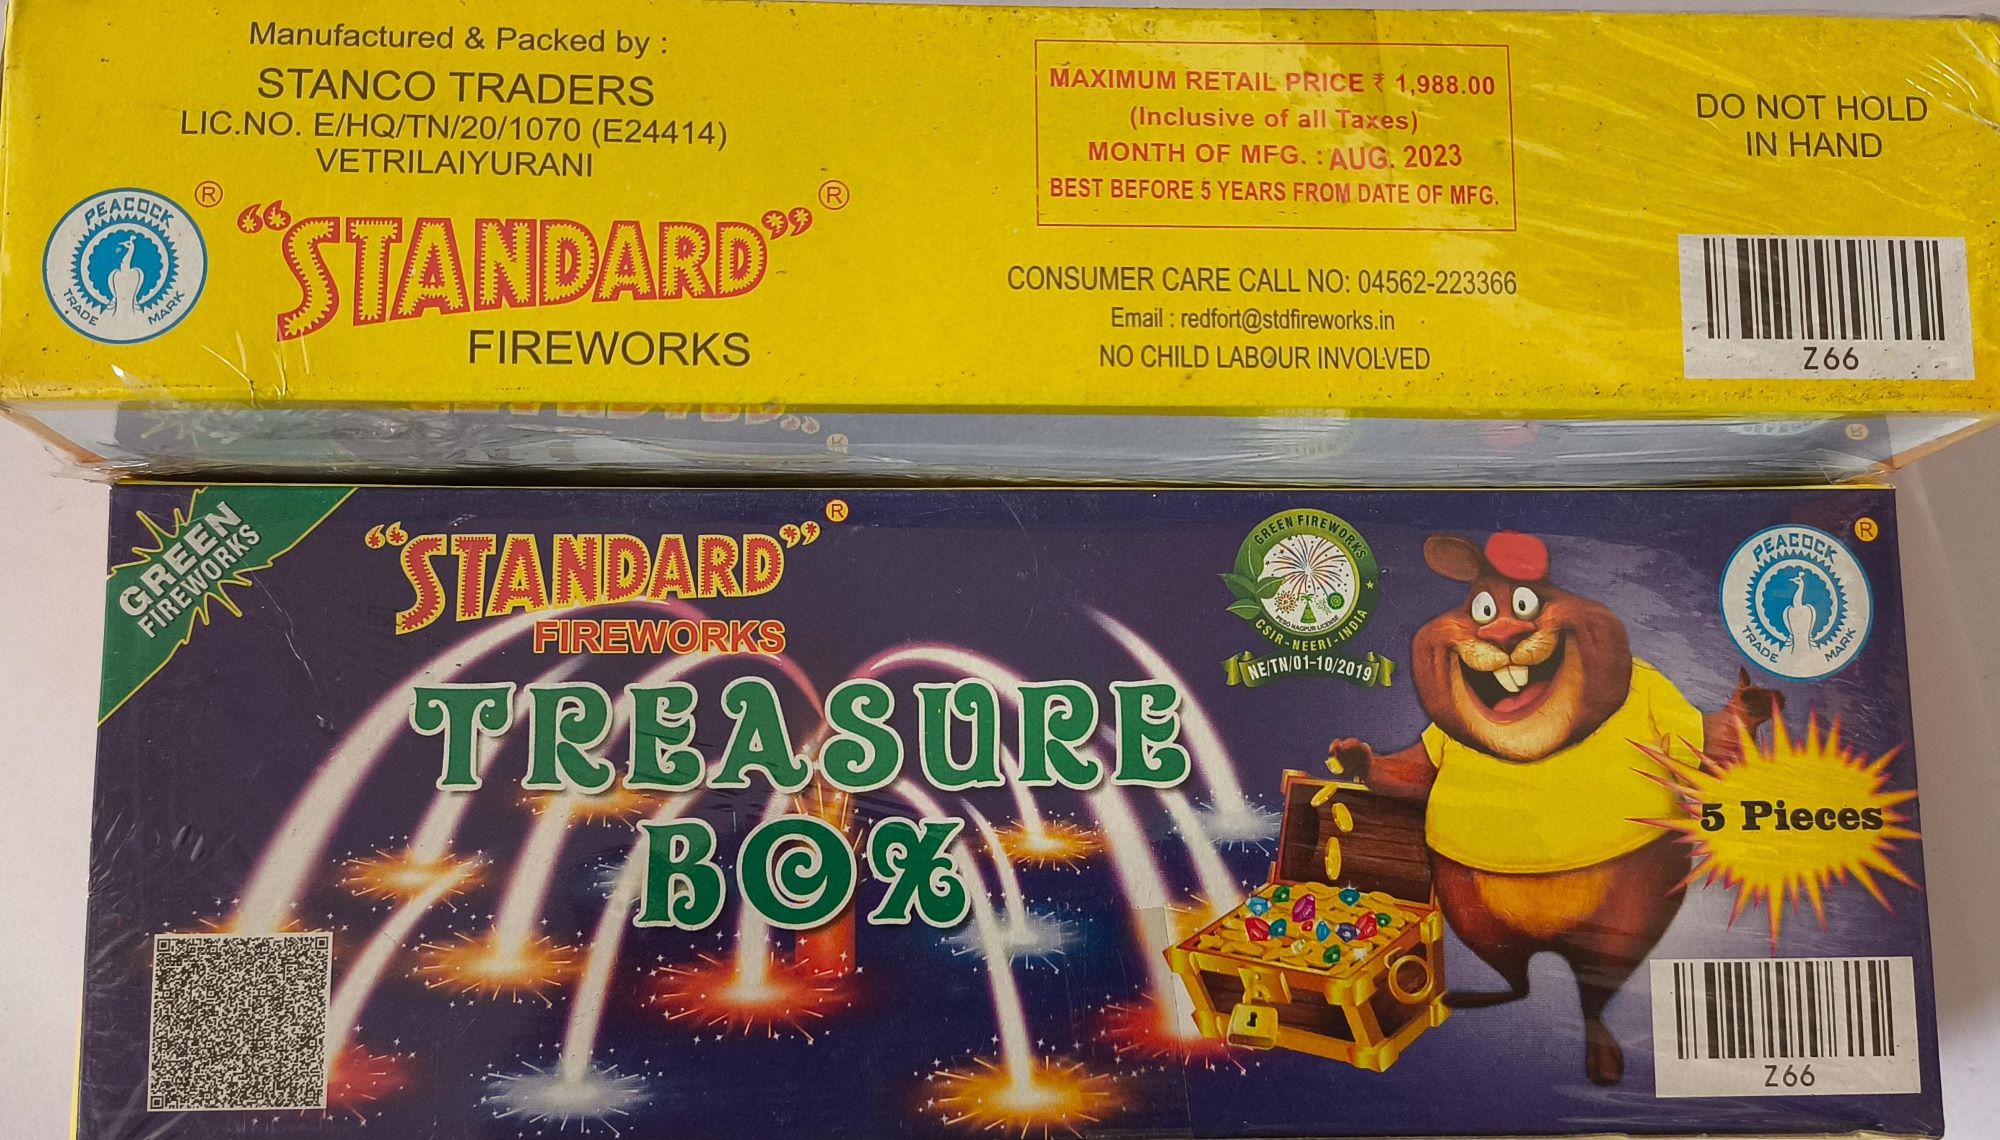 Manufactured & Packed by :
STANCO TRADERS
LIC.NO. E/HQ/TN/20/1070 (E24414)
VETRILAIYURANI
PEACOCK
TRADE MARK
®
"STANDARD" ®
FIREWORKS
MAXIMUM RETAIL PRICE ₹ 1,988.00
(Inclusive of all Taxes)
MONTH OF MFG. : AUG. 2023
BEST BEFORE 5 YEARS FROM DATE OF MFG.
CONSUMER CARE CALL NO: 04562-223366
Email : redfort@stdfireworks.in
NO CHILD LABOUR INVOLVED
DO NOT HOLD
IN HAND
Z66
GREEN
FIREWORKS
"STANDARD" ®
FIREWORKS
TREASURE
BOX
GREEN FIREWORKS
PESO NAGPUR LICENSE
CSIR-NEERI-INDIA
NE/TN/01-10/2019
PEACOCK
TRADE MARK
®
5 Pieces
Z66